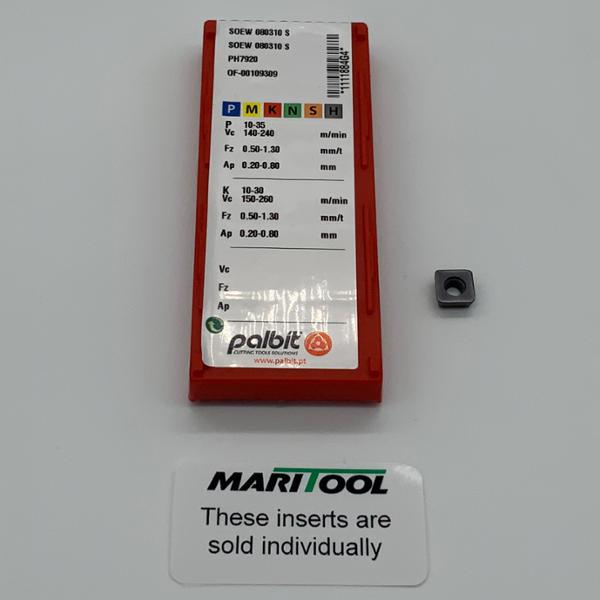 SOEW 080310 S
SOEW 080310 S
PH7920
OF-00109309
*1111884G4*
P M K N S H
P 10-35
Vc 140-240 m/min
Fz 0.50-1.30 mm/t
Ap 0.20-0.80 mm
K 10-30
Vc 150-260 m/min
Fz 0.50-1.30 mm/t
Ap 0.20-0.80 mm
Vc
Fz
Ap
palbit
CUTTING TOOLS SOLUTIONS
www.palbit.pt
MARITOOL
These inserts are
sold individually